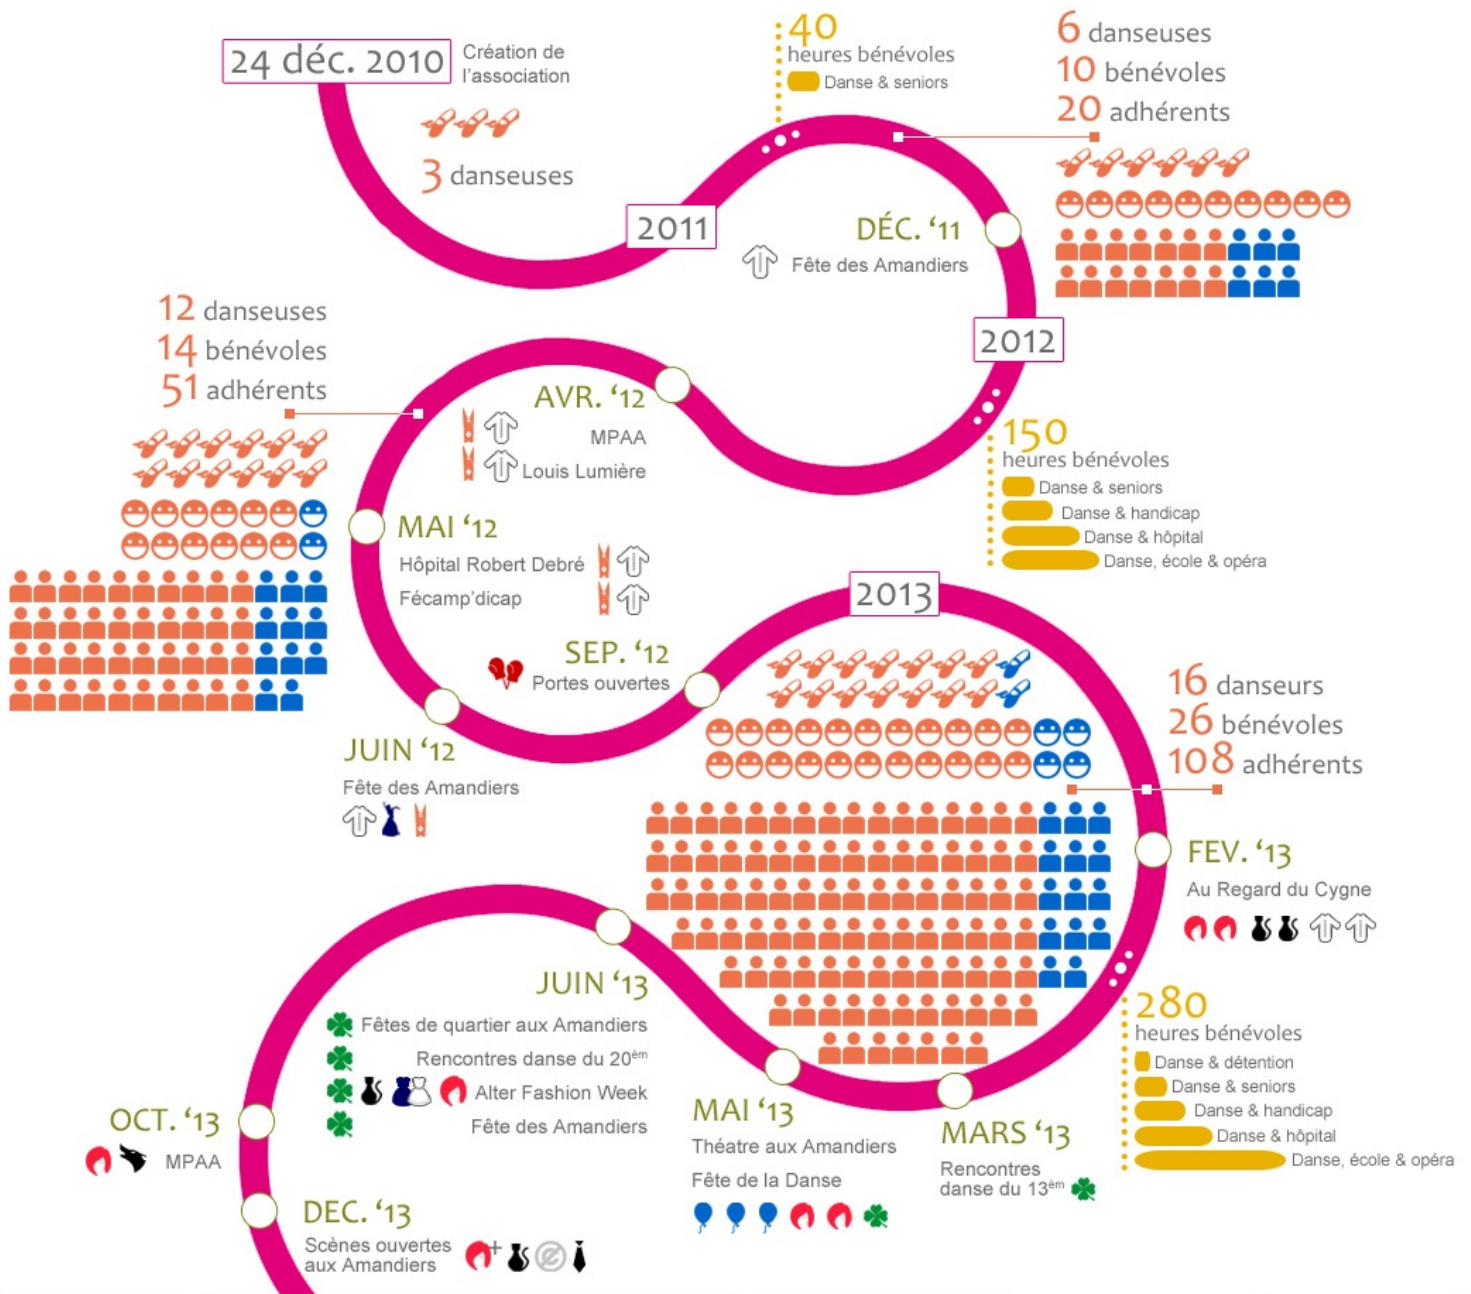 24 déc. 2010
Création de
l'association
3 danseuses
2011
40
heures bénévoles
Danse & seniors
6 danseuses
10 bénévoles
20 adhérents
DÉC. ‘11
Fête des Amandiers
2012
150
heures bénévoles
Danse & seniors
Danse & handicap
Danse & hôpital
Danse, école & opéra
AVR. ‘12
MPAA
Louis Lumière
12 danseuses
14 bénévoles
51 adhérents
MAI ‘12
Hôpital Robert Debré
Fécamp'dicap
JUIN ‘12
Fête des Amandiers
SEP. ‘12
Portes ouvertes
2013
16 danseurs
26 bénévoles
108 adhérents
FEV. ‘13
Au Regard du Cygne
280
heures bénévoles
Danse & détention
Danse & seniors
Danse & handicap
Danse & hôpital
Danse, école & opéra
MARS ‘13
Rencontres
danse du 13èm
MAI ‘13
Théatre aux Amandiers
Fête de la Danse
JUIN ‘13
Fêtes de quartier aux Amandiers
Rencontres danse du 20èm
Alter Fashion Week
Fête des Amandiers
OCT. ‘13
MPAA
DEC. ‘13
Scènes ouvertes
aux Amandiers